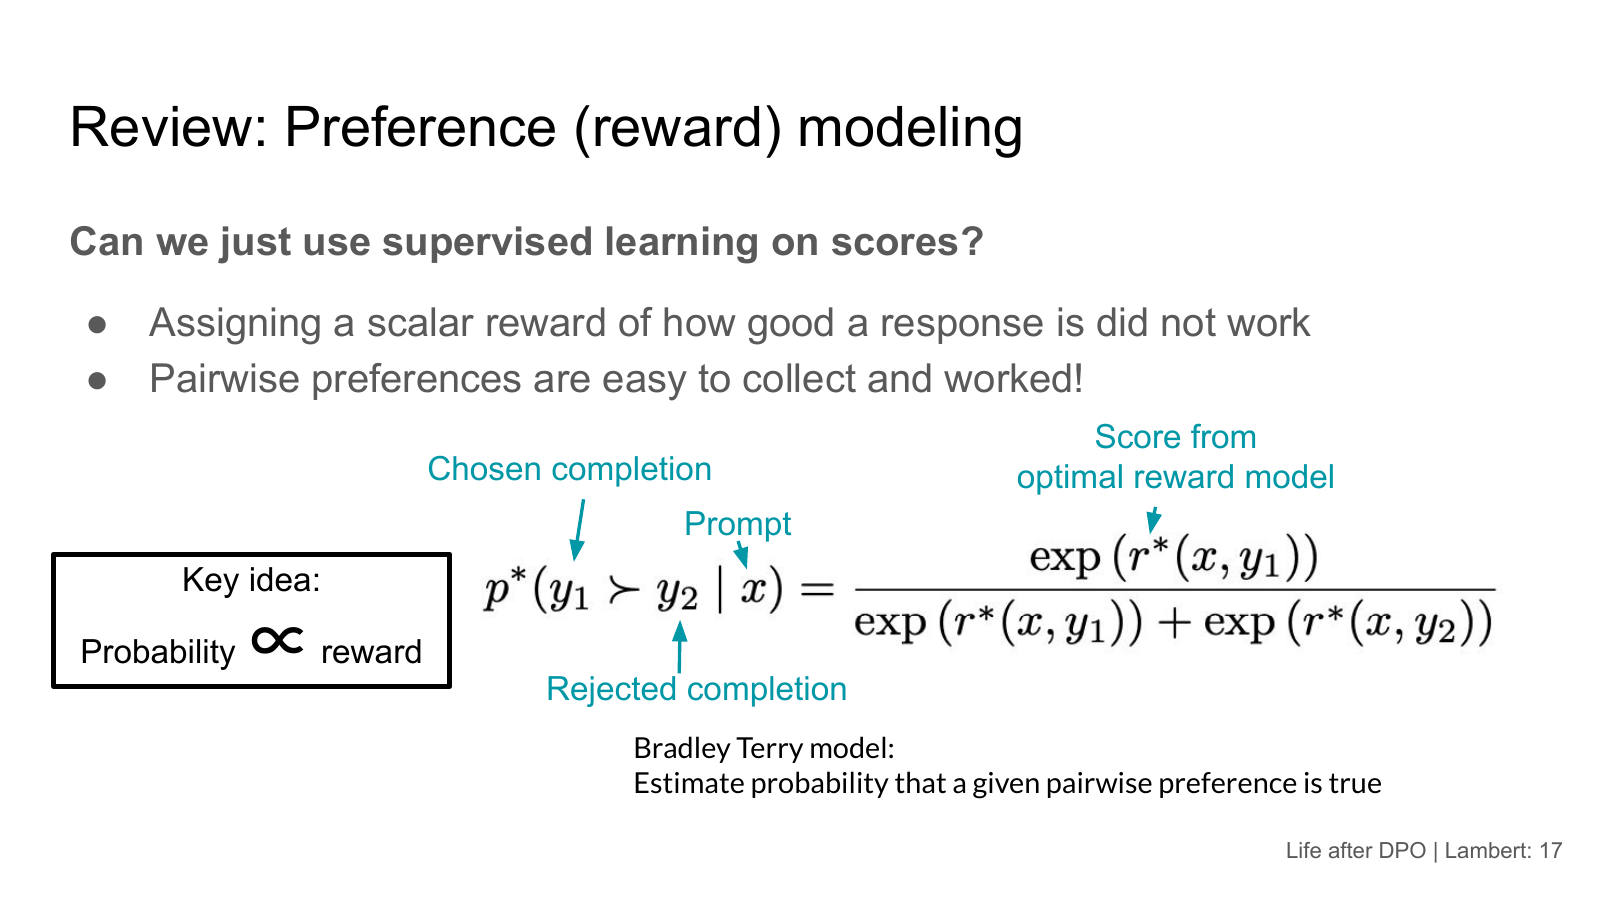 Review: Preference (reward) modeling
Can we just use supervised learning on scores?
● Assigning a scalar reward of how good a response is did not work
● Pairwise preferences are easy to collect and worked!
Score from
optimal reward model
Chosen completion
Prompt
Key idea:
Probability ∝ reward
p*(y₁ ≻ y₂ | x) = exp (r*(x, y₁)) / exp (r*(x, y₁)) + exp (r*(x, y₂))
Rejected completion
Bradley Terry model:
Estimate probability that a given pairwise preference is true
Life after DPO | Lambert: 17